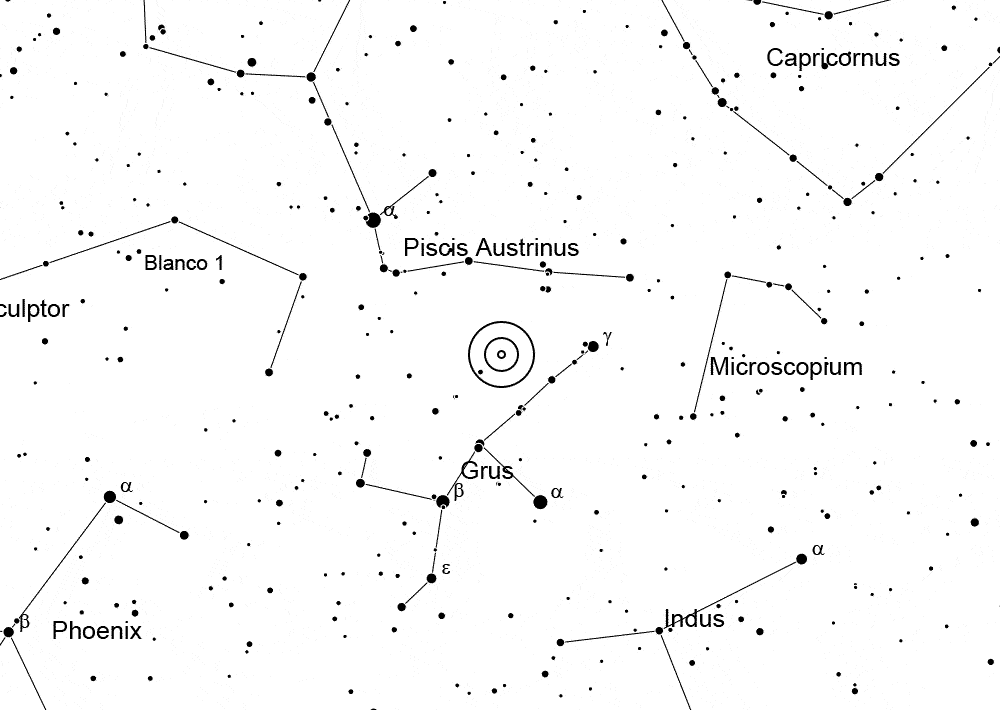 Capricornus
α
Piscis Austrinus
Blanco 1
culptor
γ
Microscopium
Grus
β
α
α
α
ε
Indus
β
Phoenix